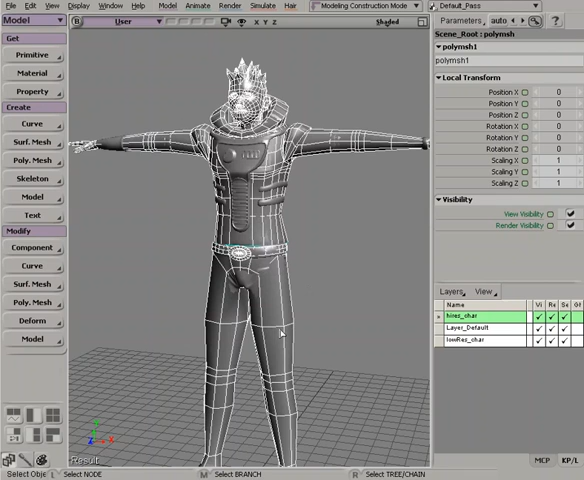 File Edit View Display Window Help Model Animate Render Simulate Hair Modeling Construction Mode Default_Pass
Model B User X Y Z Shaded Parameters auto ?
Scene_Root : polymsh
Get polymsh1
Primitive polymsh1
Material Local Transform
Property Position X 0
Create Position Y 0
Curve Position Z 0
Surf. Mesh Rotation X 0
Poly. Mesh Rotation Y 0
Skeleton Rotation Z 0
Model Scaling X 1
Text Scaling Y 1
Modify Scaling Z 1
Component Visibility
Curve View Visibility
Surf. Mesh Render Visibility
Poly. Mesh
Deform Layers View
Model Name Vi Re Se
hires_char
Layer_Default
lowRes_char
Y
Z X
Result MCP KP/L
Select Obje L Select NODE M Select BRANCH R Select TREE/CHAIN